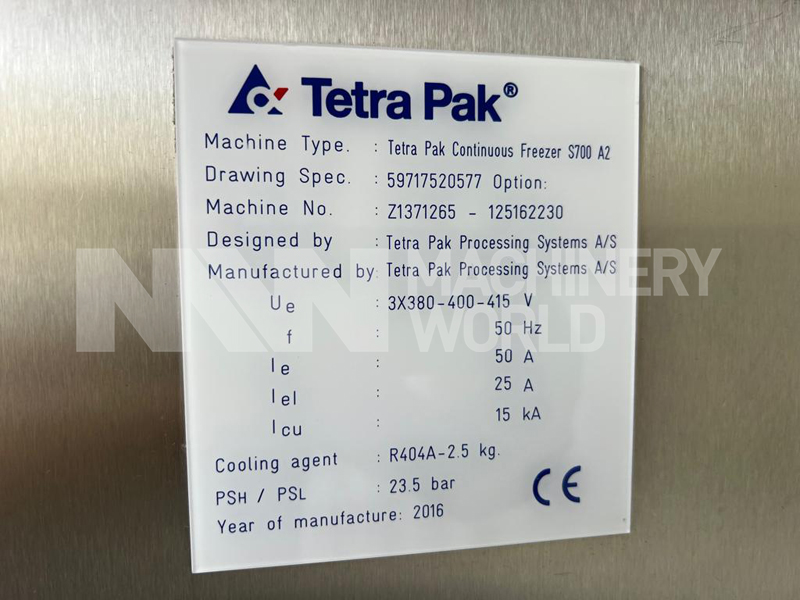 Tetra Pak®
Machine Type. : Tetra Pak Continuous Freezer S700 A2
Drawing Spec. : 59717520577 Option:
Machine No. : Z1371265 - 125162230
Designed by : Tetra Pak Processing Systems A/S
Manufactured by: Tetra Pak Processing Systems A/S
Ue : 3X380-400-415 V
f : 50 Hz
Ie : 50 A
Iel : 25 A
Icu : 15 kA
Cooling agent : R404A-2.5 kg.
PSH / PSL : 23.5 bar
Year of manufacture: 2016
CE
MACHINERY
WORLD